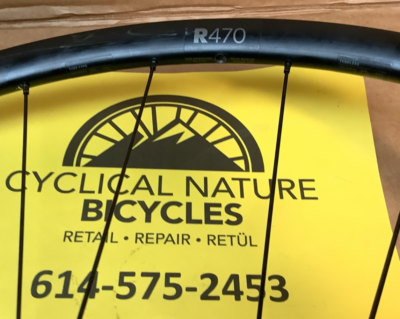 R470
CYCLICAL NATURE
BICYCLES
RETAIL • REPAIR • RETÜL
614-575-2453